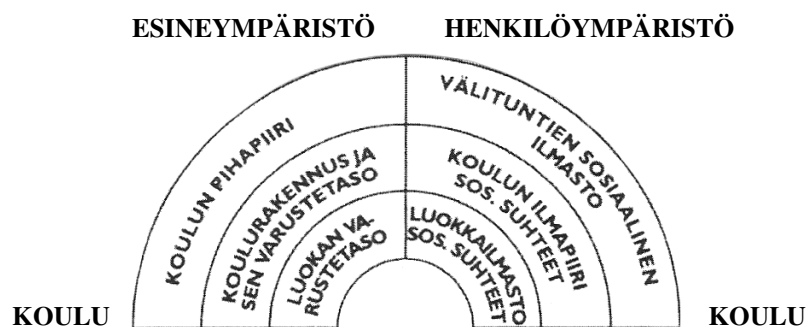 ESINEYMPÄRISTÖ
HENKILÖYMPÄRISTÖ
KOULUN PIHAPIIRI
KOULURAKENNUS JA
SEN VARUSTETASO
LUOKAN VA-
RUSTETASO
VÄLITUNTIEN SOSIAALINEN
ILMASTO
KOULUN ILMAPIIRI
SOS. SUHTEET
LUOKKAILMASTO
SOS. SUHTEET
KOULU
KOULU